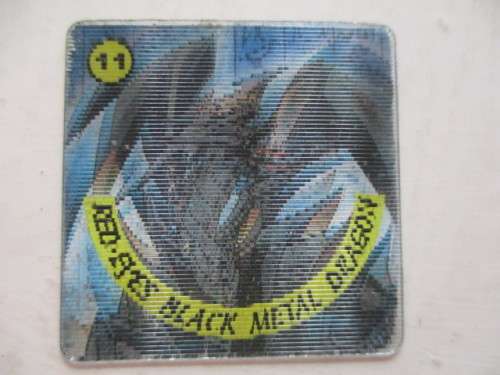 11
RED-EYES BLACK METAL DRAGON